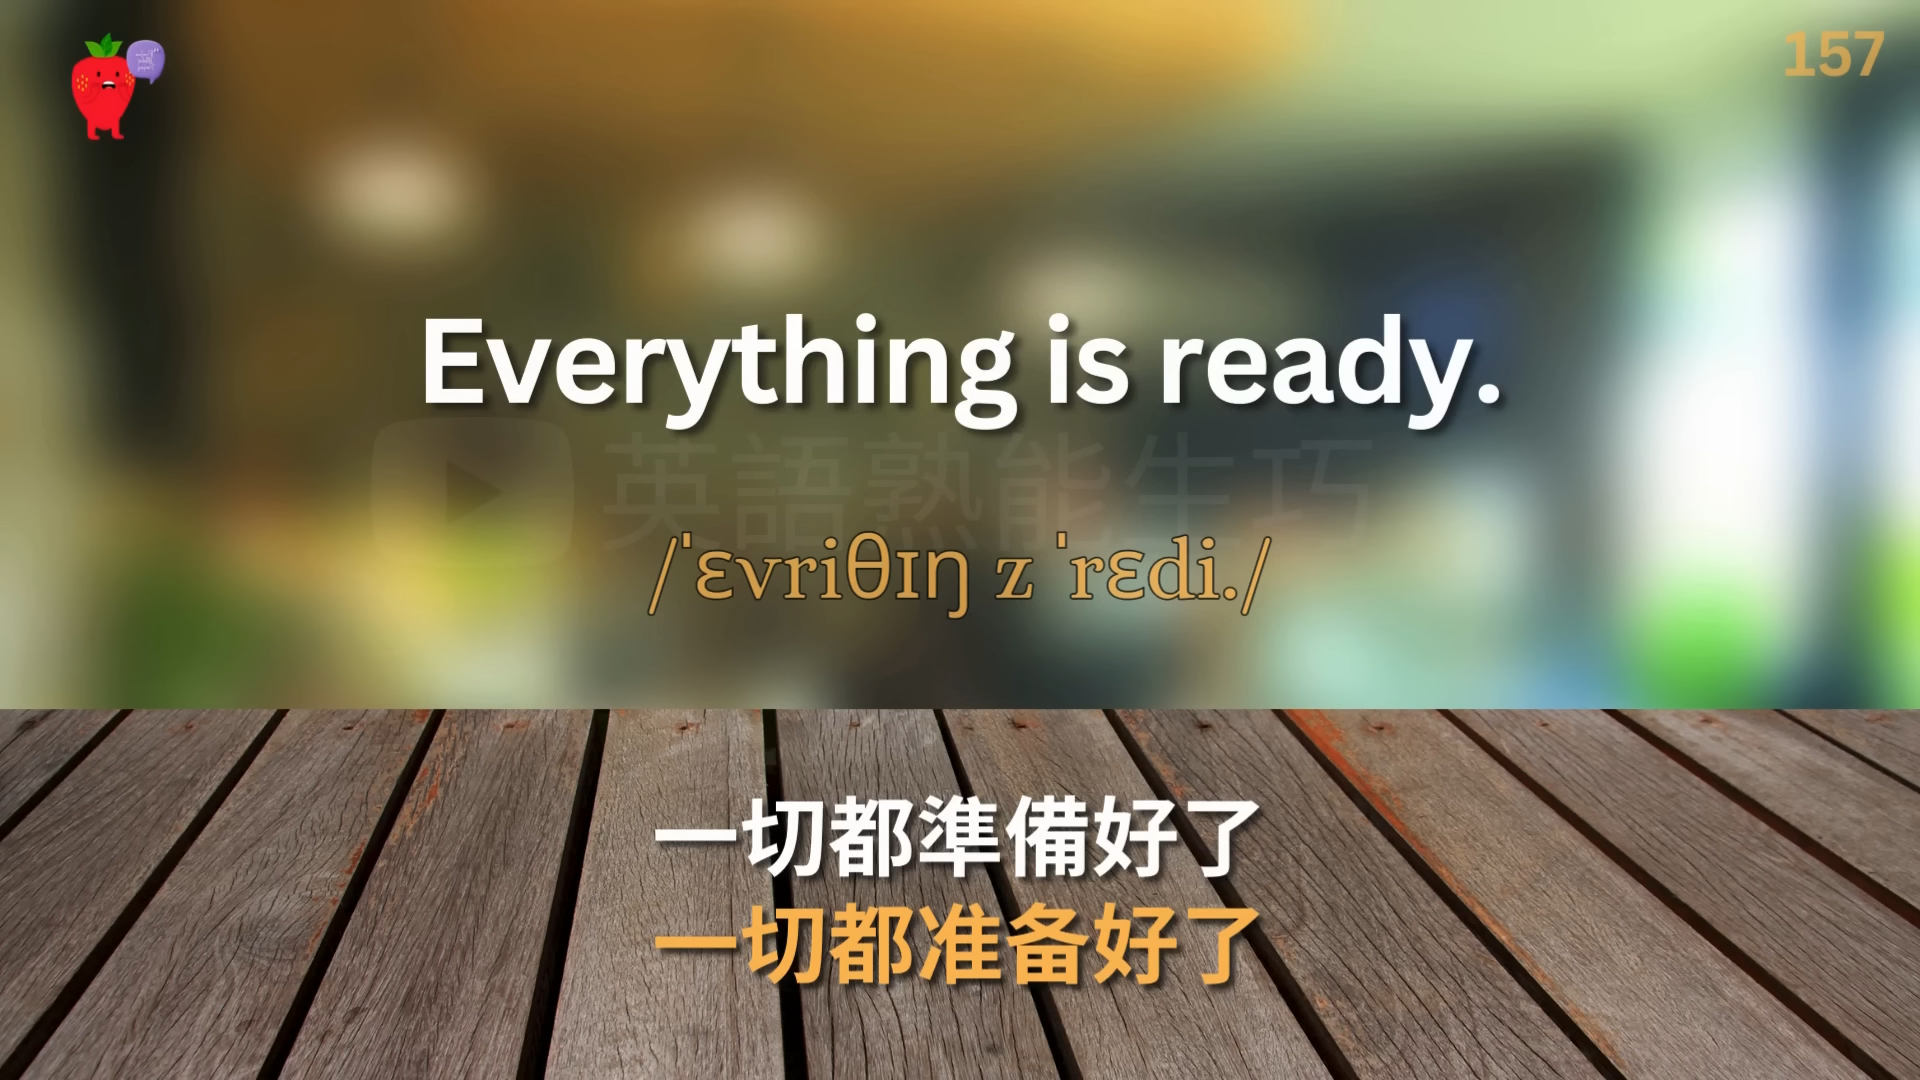 157
Everything is ready.
英語熟能生巧
/ˈɛvriθɪŋ z ˈrɛdi./
一切都準備好了
一切都准备好了